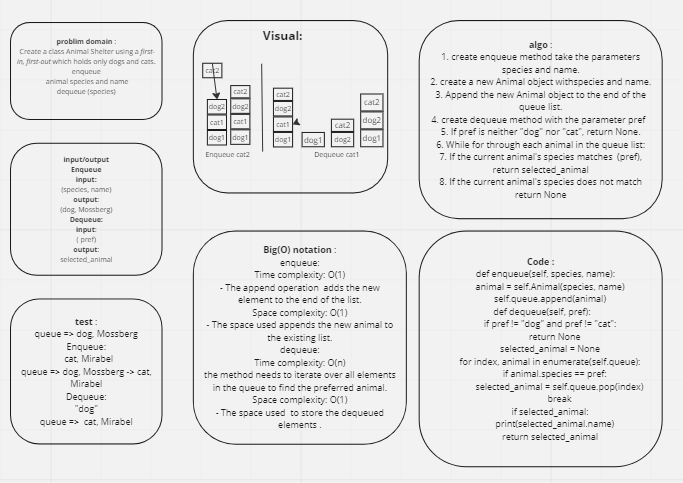 problim domain :
Create a class Animal Shelter using a first-
in, first-out which holds only dogs and cats.
enqueue
animal species and name
dequeue (species)
input/output
Enqueue
input:
(species, name)
output:
(dog, Mossberg)
Dequeue:
input:
( pref)
output:
selected_animal
test :
queue => dog, Mossberg
Enqueue:
cat, Mirabel
queue => dog, Mossberg -> cat,
Mirabel
Dequeue:
"dog"
queue => cat, Mirabel
Visual:
cat2
dog2
cat1
dog1
cat2
dog2
cat1
dog1
Enqueue cat2
cat2
dog2
cat1
dog1
dog1
cat2
dog2
cat2
dog2
dog1
Dequeue cat1
Big(O) notation :
enqueue:
Time complexity: O(1)
- The append operation adds the new
element to the end of the list.
Space complexity: O(1)
- The space used appends the new animal to
the existing list.
dequeue:
Time complexity: O(n)
the method needs to iterate over all elements
in the queue to find the preferred animal.
Space complexity: O(1)
- The space used to store the dequeued
elements .
algo :
1. create enqueue method take the parameters
species and name.
2. create a new Animal object withspecies and name.
3. Append the new Animal object to the end of the
queue list.
4. create dequeue method with the parameter pref
5. If pref is neither "dog" nor "cat", return None.
6. While for through each animal in the queue list:
7. If the current animal's species matches (pref),
return selected_animal
8. If the current animal's species does not match
return None
Code :
def enqueue(self, species, name):
animal = self.Animal(species, name)
self.queue.append(animal)
def dequeue(self, pref):
if pref != "dog" and pref != "cat":
return None
selected_animal = None
for index, animal in enumerate(self.queue):
if animal.species == pref:
selected_animal = self.queue.pop(index)
break
if selected_animal:
print(selected_animal.name)
return selected_animal